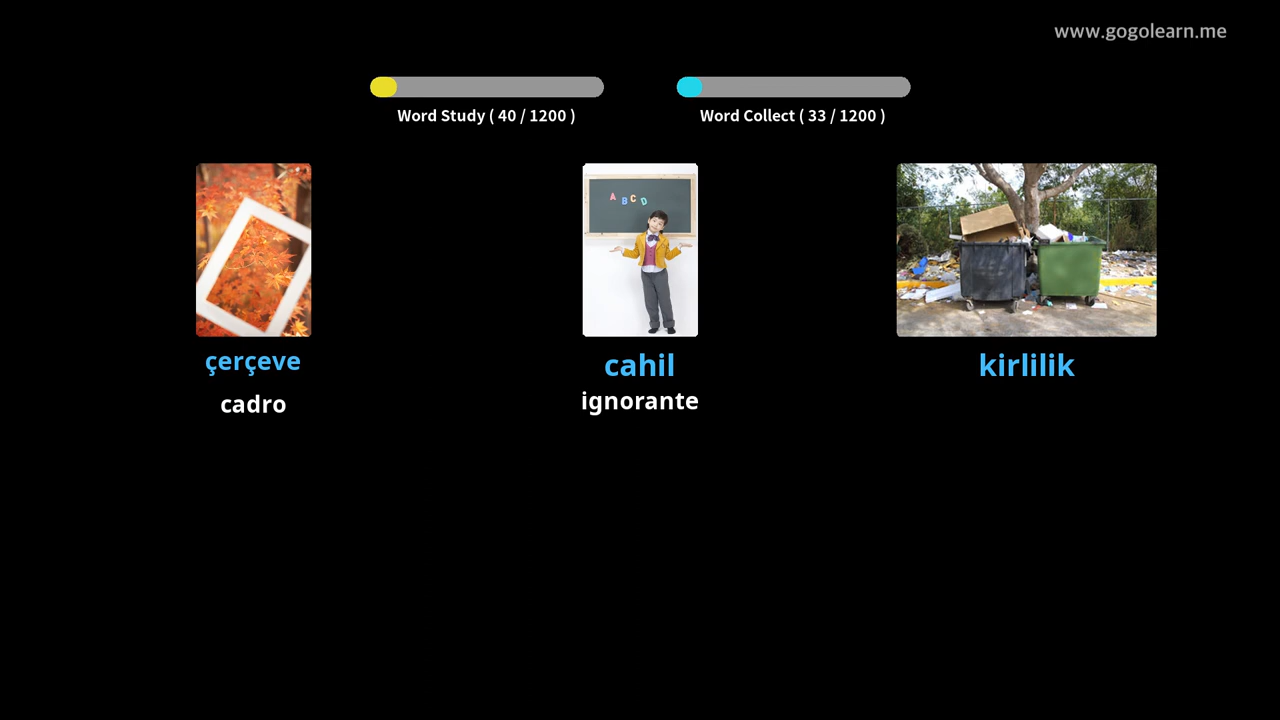 www.gogolearn.me
Word Study ( 40 / 1200 )
Word Collect ( 33 / 1200 )
A B C D
çerçeve
cadro
cahil
ignorante
kirlilik